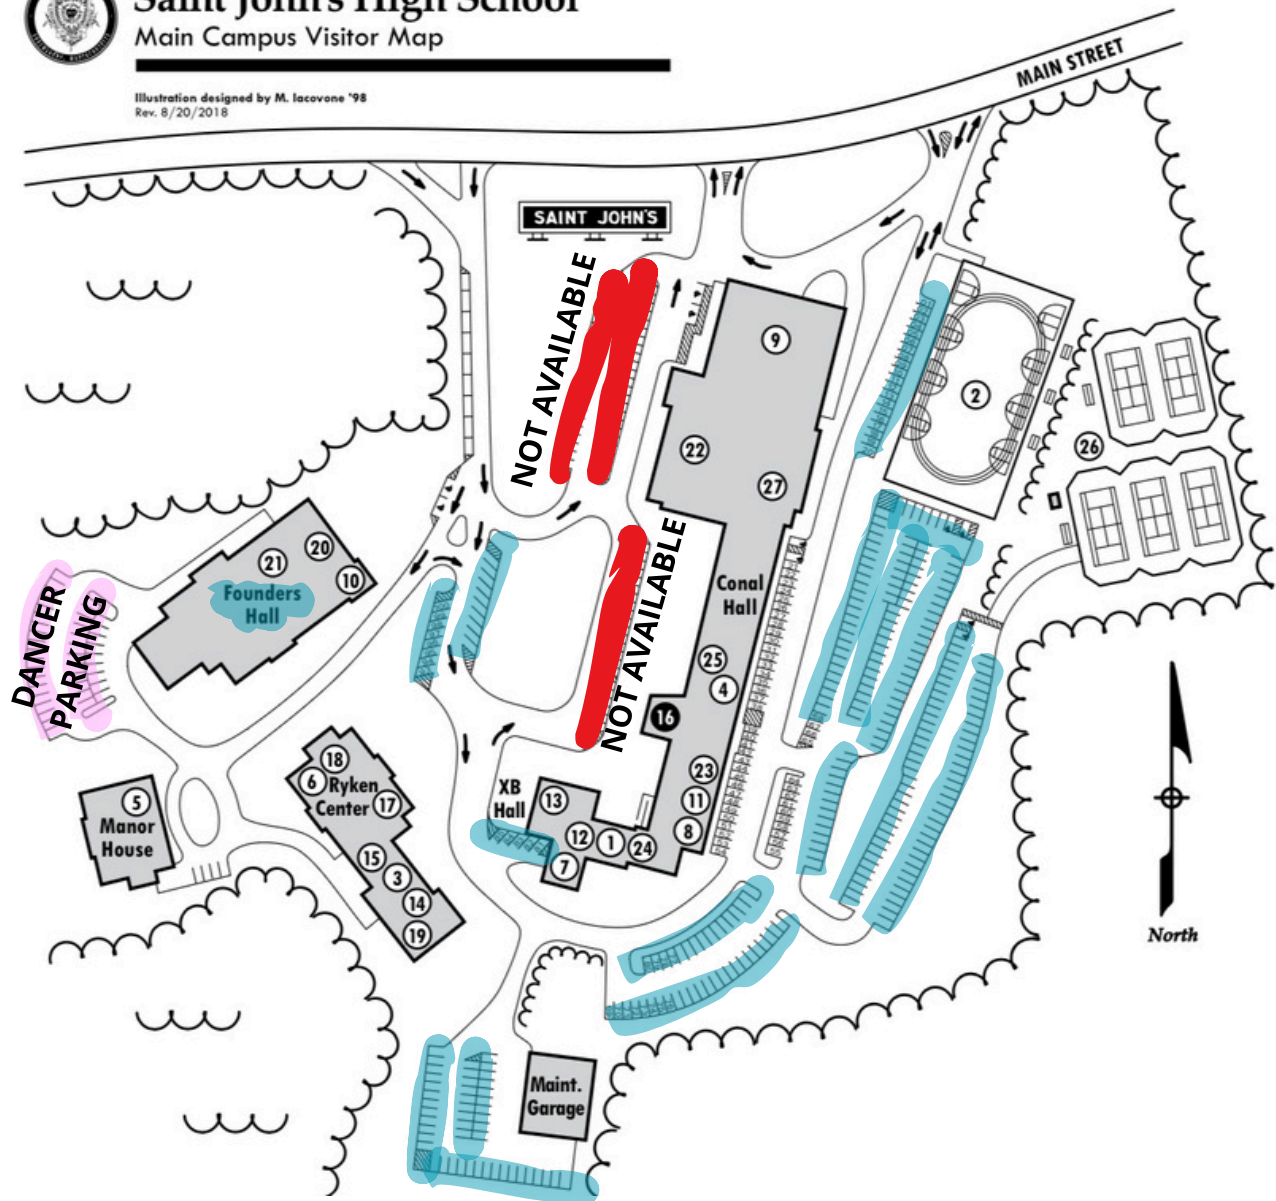 Saint John's High School
Main Campus Visitor Map
Illustration designed by M. Iacovone '98
Rev. 8/20/2018
MAIN STREET
SAINT JOHN'S
NOT AVAILABLE
9
2
22
26
27
20
21
10
Founders
Hall
DANCER
PARKING
NOT AVAILABLE
Conal
Hall
25
4
16
18
6
Ryken
Center
17
23
11
8
XB
Hall
13
12
1
24
7
5
Manor
House
15
3
14
19
North
Maint.
Garage